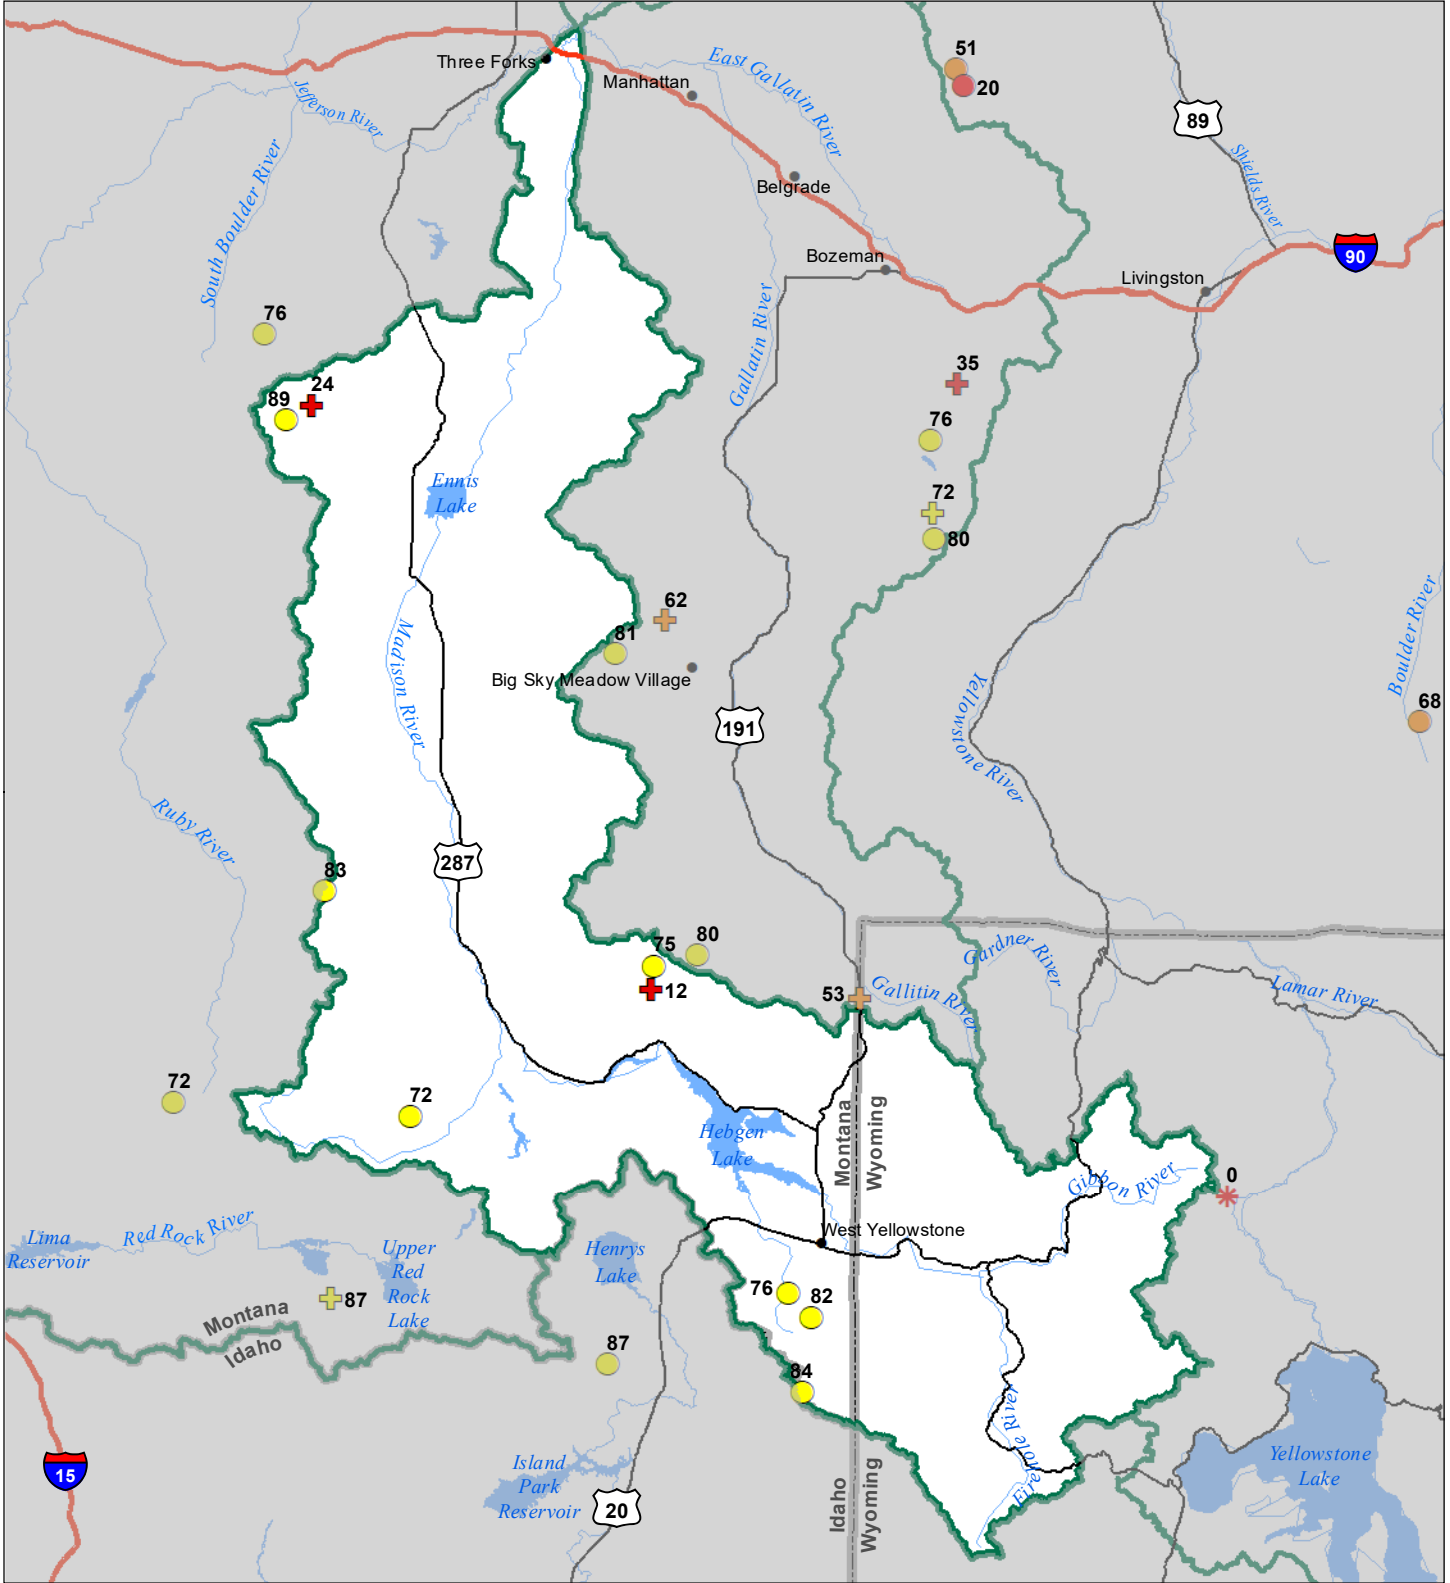 51
20
Three Forks
East Gallatin River
Manhattan
89
Jefferson River
South Boulder River
Shields River
Belgrade
Bozeman
90
Livingston
Gallatin River
76
24
89
35
76
Ennis
Lake
72
80
62
81
Boulder River
Madison River
Big Sky Meadow Village
68
191
Yellowstone River
Ruby River
287
83
75
80
12
53
Gallitin River
Gardner River
Lamar River
72
72
Hebgen
Lake
Montana
Wyoming
Gibbon River
0
Lima
Reservoir
Red Rock River
Upper
Red
Rock
Lake
Henrys
Lake
West Yellowstone
87
76
82
Montana
Idaho
87
84
Firehole River
15
Island
Park
Reservoir
20
Idaho
Wyoming
Yellowstone
Lake